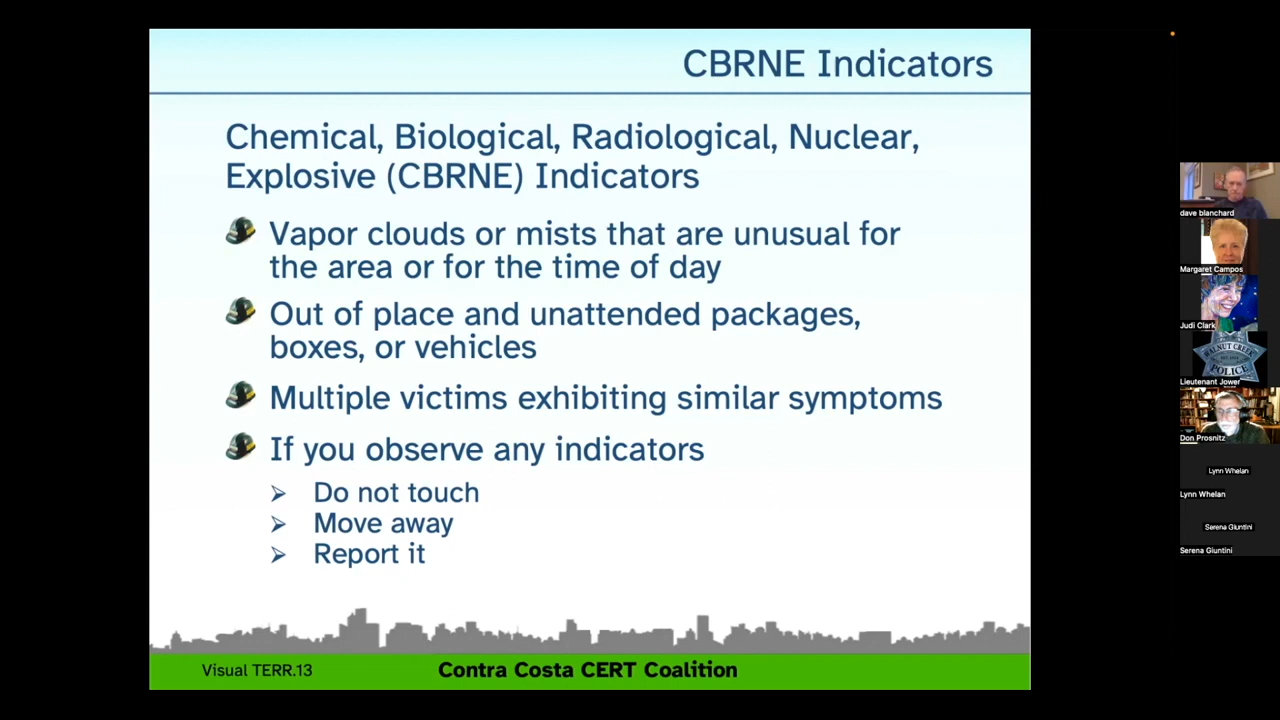 CBRNE Indicators
Chemical, Biological, Radiological, Nuclear,
Explosive (CBRNE) Indicators
Vapor clouds or mists that are unusual for
the area or for the time of day
Out of place and unattended packages,
boxes, or vehicles
Multiple victims exhibiting similar symptoms
If you observe any indicators
Do not touch
Move away
Report it
Visual TERR.13
Contra Costa CERT Coalition
dave blanchard
Margaret Campos
Judi Clark
WALNUT CREEK
POLICE
Lieutenant Jower
Don Prosnitz
Lynn Whelan
Lynn Whelan
Serena Giuntini
Serena Giuntini